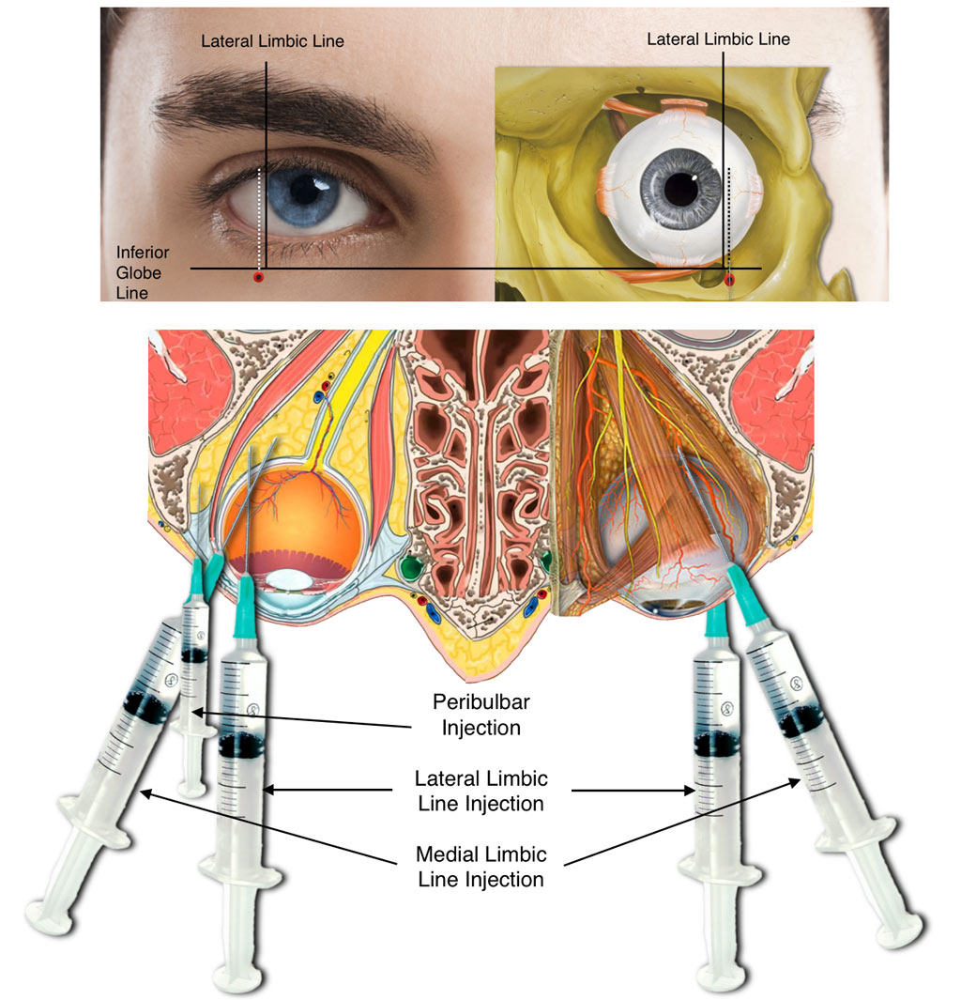 Lateral Limbic Line
Lateral Limbic Line
Inferior
Globe
Line
Peribulbar
Injection
Lateral Limbic
Line Injection
Medial Limbic
Line Injection